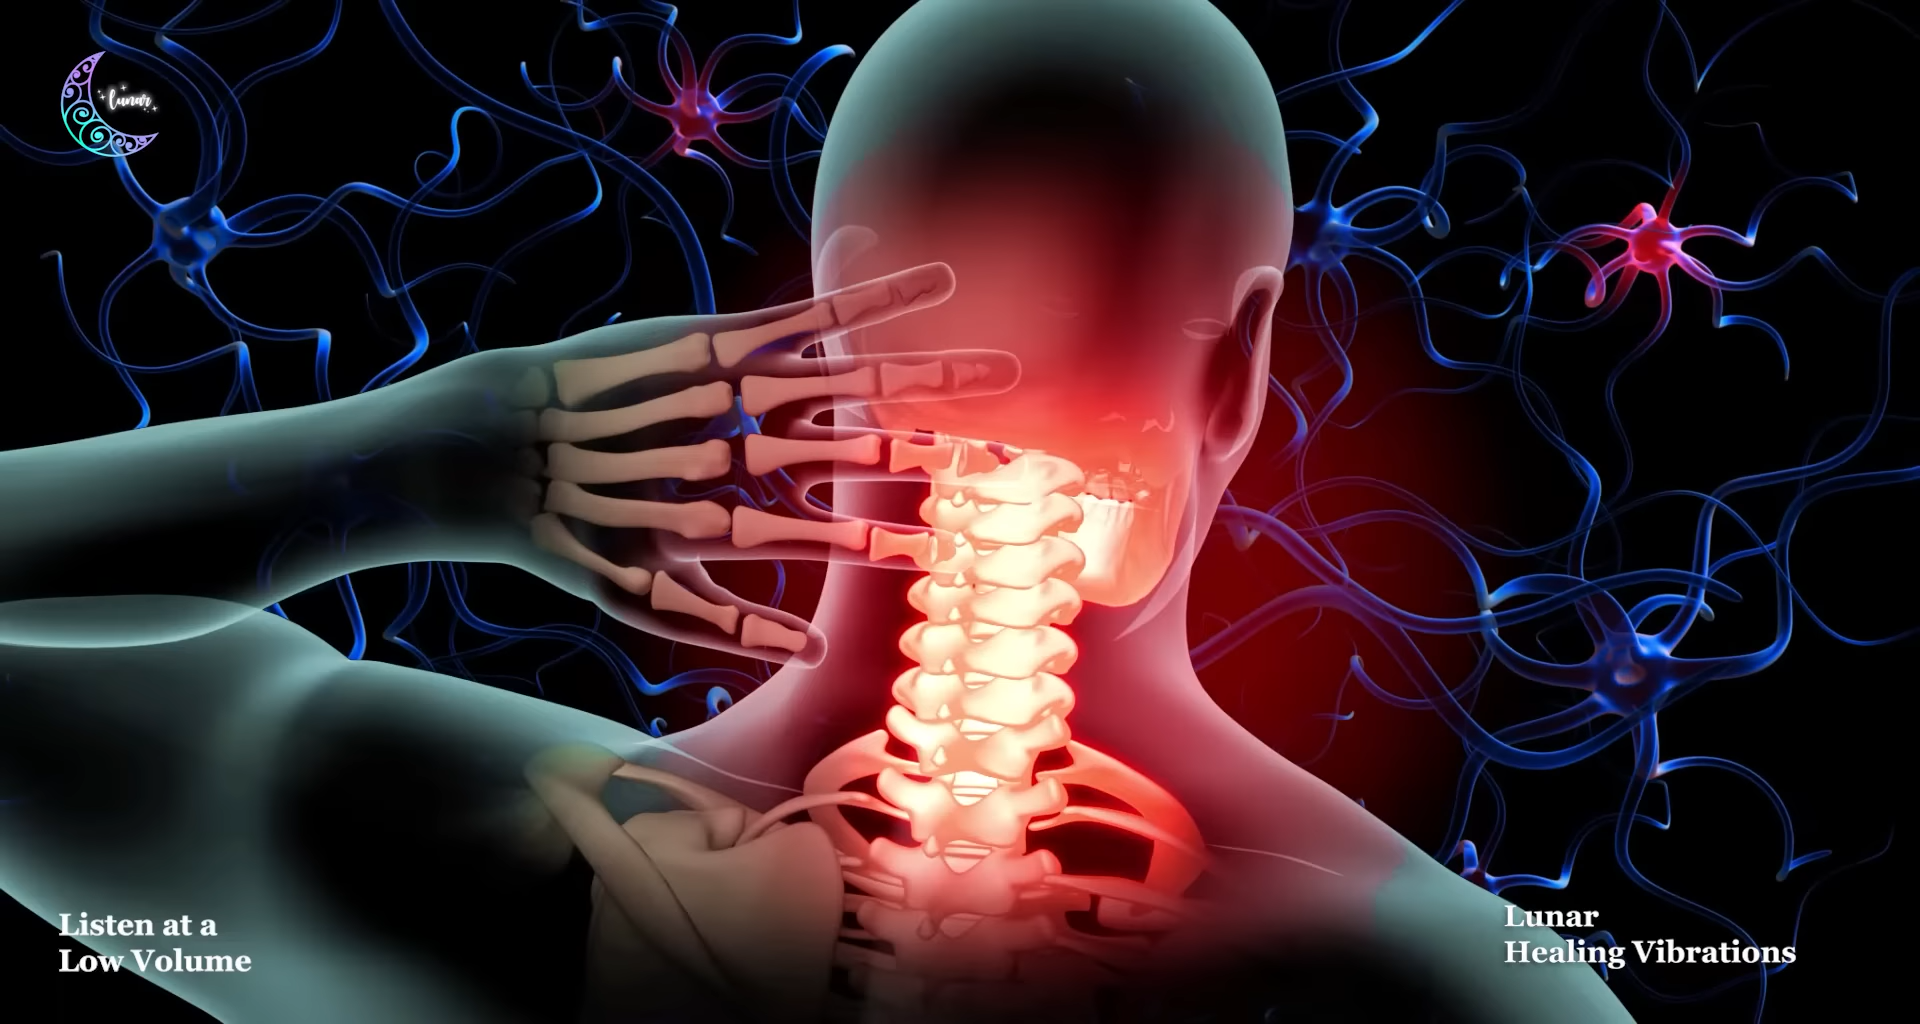 lunar
Listen at a
Low Volume
Lunar
Healing Vibrations